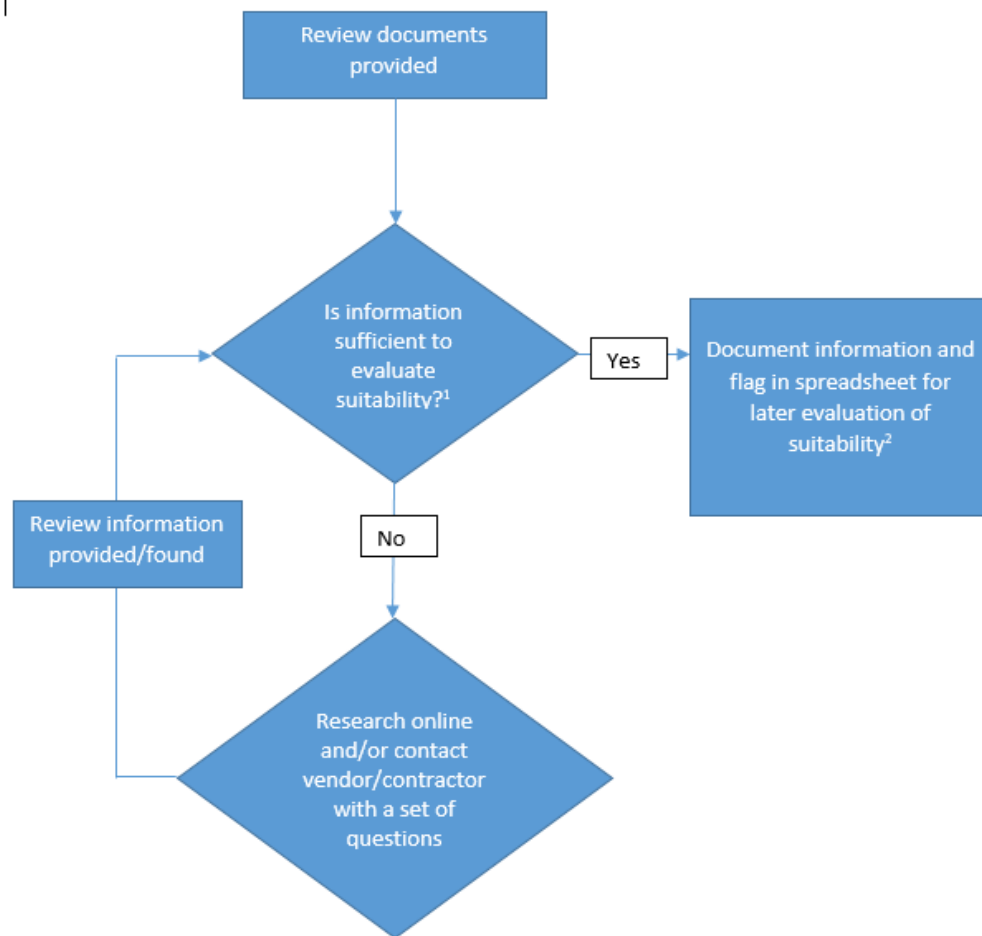 Review documents
provided
Is information
sufficient to
evaluate
suitability?¹
Yes
Document information and
flag in spreadsheet for
later evaluation of
suitability²
No
Review information
provided/found
Research online
and/or contact
vendor/contractor
with a set of
questions